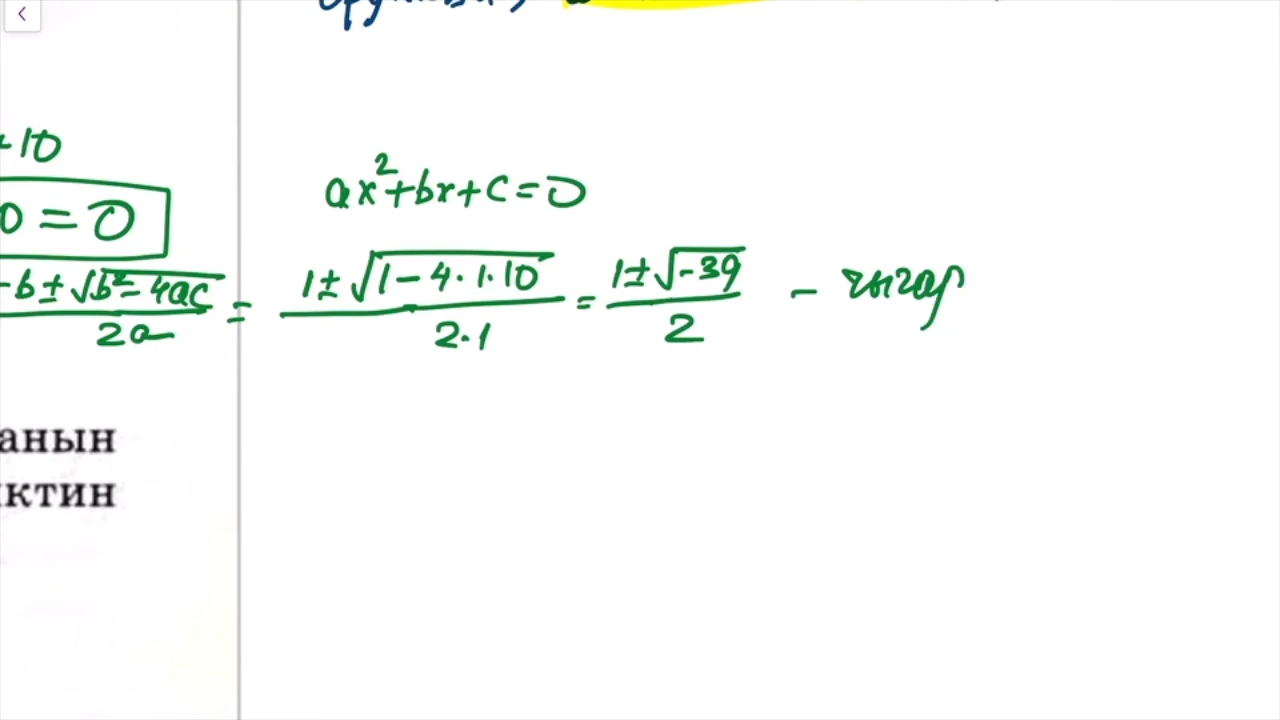 -10
0 = 0
ax²+bx+c=0
-b±√b²-4ac / 2a = 1±√1-4·1·10 / 2·1 = 1±√-39 / 2 - чыгар
анын
ктин